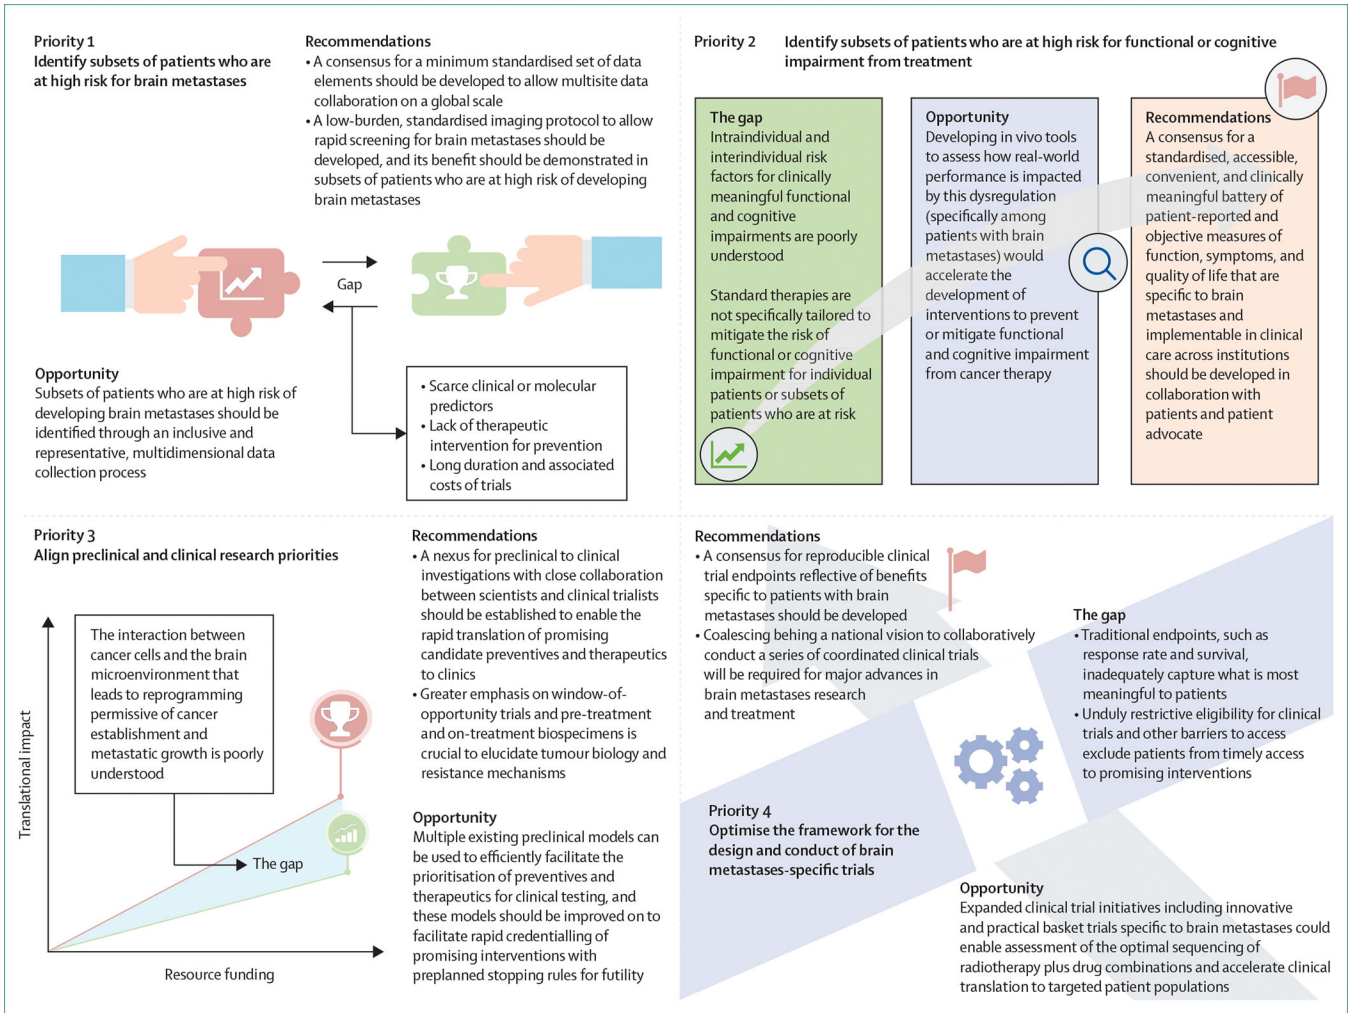 Priority 1
Identify subsets of patients who are
at high risk for brain metastases
Recommendations
• A consensus for a minimum standardised set of data
elements should be developed to allow multisite data
collaboration on a global scale
• A low-burden, standardised imaging protocol to allow
rapid screening for brain metastases should be
developed, and its benefit should be demonstrated in
subsets of patients who are at high risk of developing
brain metastases
Gap
Opportunity
Subsets of patients who are at high risk of
developing brain metastases should be
identified through an inclusive and
representative, multidimensional data
collection process
• Scarce clinical or molecular
predictors
• Lack of therapeutic
intervention for prevention
• Long duration and associated
costs of trials
Priority 2
Identify subsets of patients who are at high risk for functional or cognitive
impairment from treatment
The gap
Intraindividual and
interindividual risk
factors for clinically
meaningful functional
and cognitive
impairments are poorly
understood
Standard therapies are
not specifically tailored to
mitigate the risk of
functional or cognitive
impairment for individual
patients or subsets of
patients who are at risk
Opportunity
Developing in vivo tools
to assess how real-world
performance is impacted
by this dysregulation
(specifically among
patients with brain
metastases) would
accelerate the
development of
interventions to prevent
or mitigate functional
and cognitive impairment
from cancer therapy
Recommendations
A consensus for a
standardised, accessible,
convenient, and clinically
meaningful battery of
patient-reported and
objective measures of
function, symptoms, and
quality of life that are
specific to brain
metastases and
implementable in clinical
care across institutions
should be developed in
collaboration with
patients and patient
advocate
Priority 3
Align preclinical and clinical research priorities
The interaction between
cancer cells and the brain
microenvironment that
leads to reprogramming
permissive of cancer
establishment and
metastatic growth is poorly
understood
The gap
Translational impact
Resource funding
Recommendations
• A nexus for preclinical to clinical
investigations with close collaboration
between scientists and clinical trialists
should be established to enable the
rapid translation of promising
candidate preventives and therapeutics
to clinics
• Greater emphasis on window-of-
opportunity trials and pre-treatment
and on-treatment biospecimens is
crucial to elucidate tumour biology and
resistance mechanisms
Opportunity
Multiple existing preclinical models can
be used to efficiently facilitate the
prioritisation of preventives and
therapeutics for clinical testing, and
these models should be improved on to
facilitate rapid credentialling of
promising interventions with
preplanned stopping rules for futility
Recommendations
• A consensus for reproducible clinical
trial endpoints reflective of benefits
specific to patients with brain
metastases should be developed
• Coalescing behing a national vision to collaboratively
conduct a series of coordinated clinical trials
will be required for major advances in
brain metastases research
and treatment
The gap
• Traditional endpoints, such as
response rate and survival,
inadequately capture what is most
meaningful to patients
• Unduly restrictive eligibility for clinical
trials and other barriers to access
exclude patients from timely access
to promising interventions
Priority 4
Optimise the framework for the
design and conduct of brain
metastases-specific trials
Opportunity
Expanded clinical trial initiatives including innovative
and practical basket trials specific to brain metastases could
enable assessment of the optimal sequencing of
radiotherapy plus drug combinations and accelerate clinical
translation to targeted patient populations